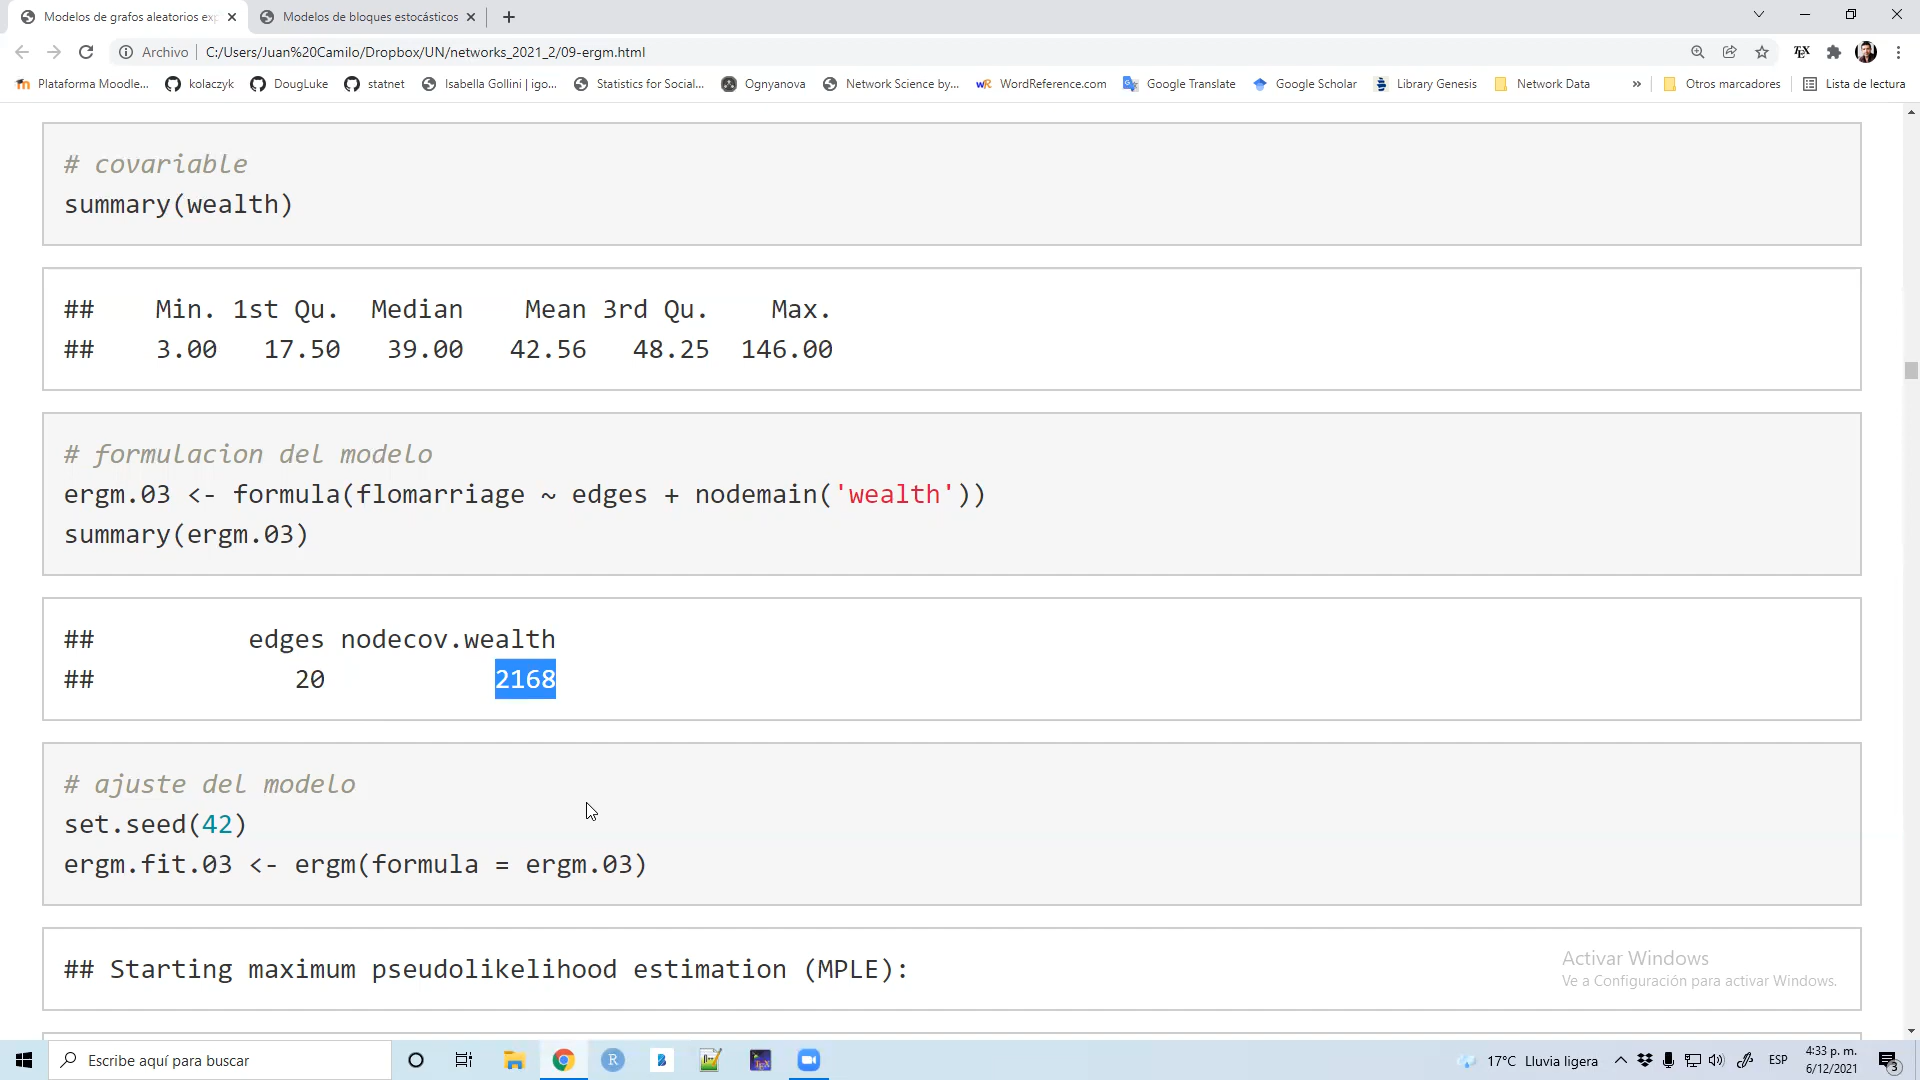 Modelos de grafos aleatorios exp
Modelos de bloques estocásticos
Archivo C:/Users/Juan%20Camilo/Dropbox/UN/networks_2021_2/09-ergm.html
Plataforma Moodle... kolaczyk DougLuke statnet Isabella Gollini | igo... Statistics for Social... Ognyanova Network Science by... WordReference.com Google Translate Google Scholar Library Genesis Network Data » Otros marcadores Lista de lectura
# covariable
summary(wealth)
## Min. 1st Qu. Median Mean 3rd Qu. Max.
## 3.00 17.50 39.00 42.56 48.25 146.00
# formulacion del modelo
ergm.03 <- formula(flomarriage ~ edges + nodemain('wealth'))
summary(ergm.03)
## edges nodecov.wealth
## 20 2168
# ajuste del modelo
set.seed(42)
ergm.fit.03 <- ergm(formula = ergm.03)
## Starting maximum pseudolikelihood estimation (MPLE):
Activar Windows
Ve a Configuración para activar Windows.
Escribe aquí para buscar
17°C Lluvia ligera
ESP
4:33 p. m.
6/12/2021
3